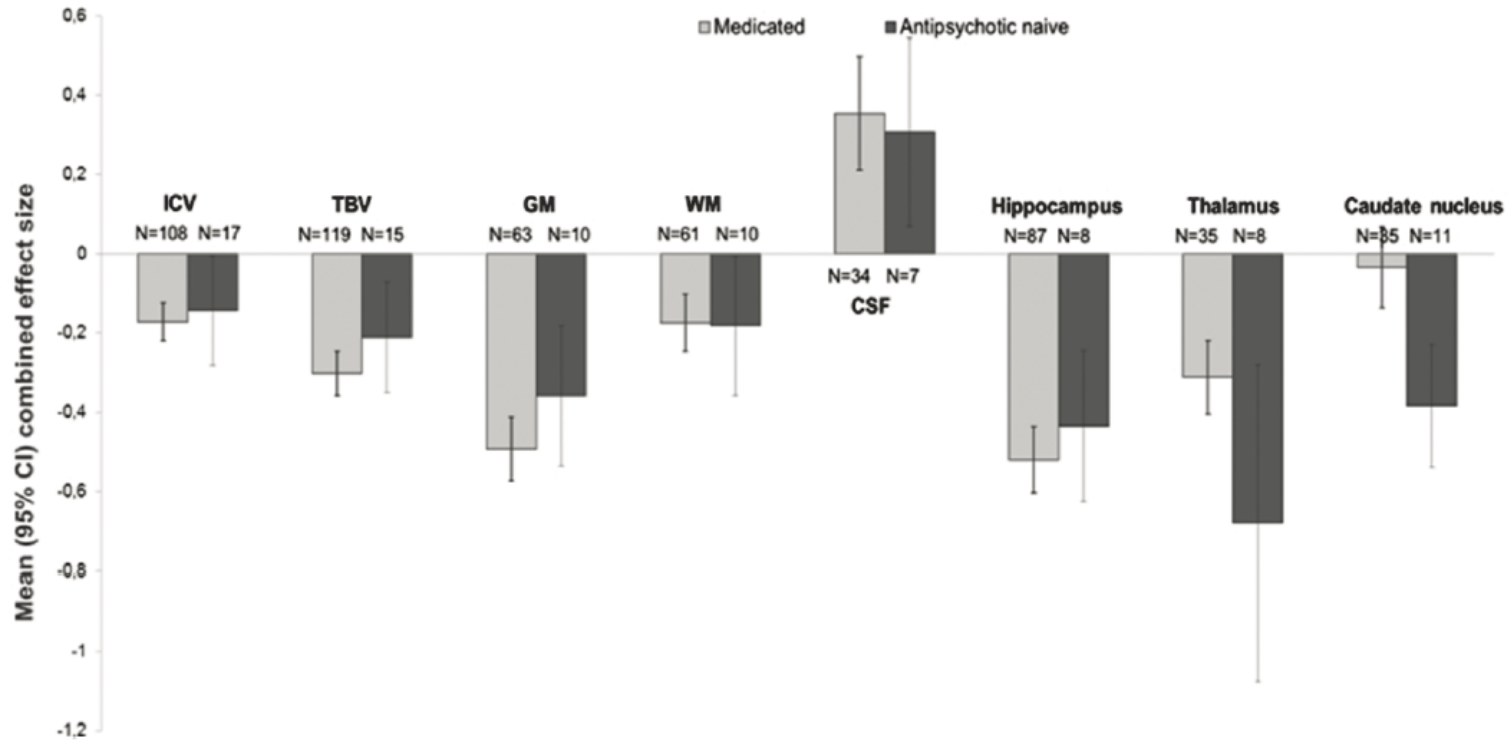 0,6
Medicated
Antipsychotic naive
0,4
0,2
ICV
TBV
GM
WM
Hippocampus
Thalamus
Caudate nucleus
N=108 N=17
N=119 N=15
N=63 N=10
N=61 N=10
N=87 N=8
N=35 N=8
N=35 N=11
0
N=34 N=7
CSF
-0,2
-0,4
-0,6
-0,8
-1
-1,2
Mean (95% CI) combined effect size